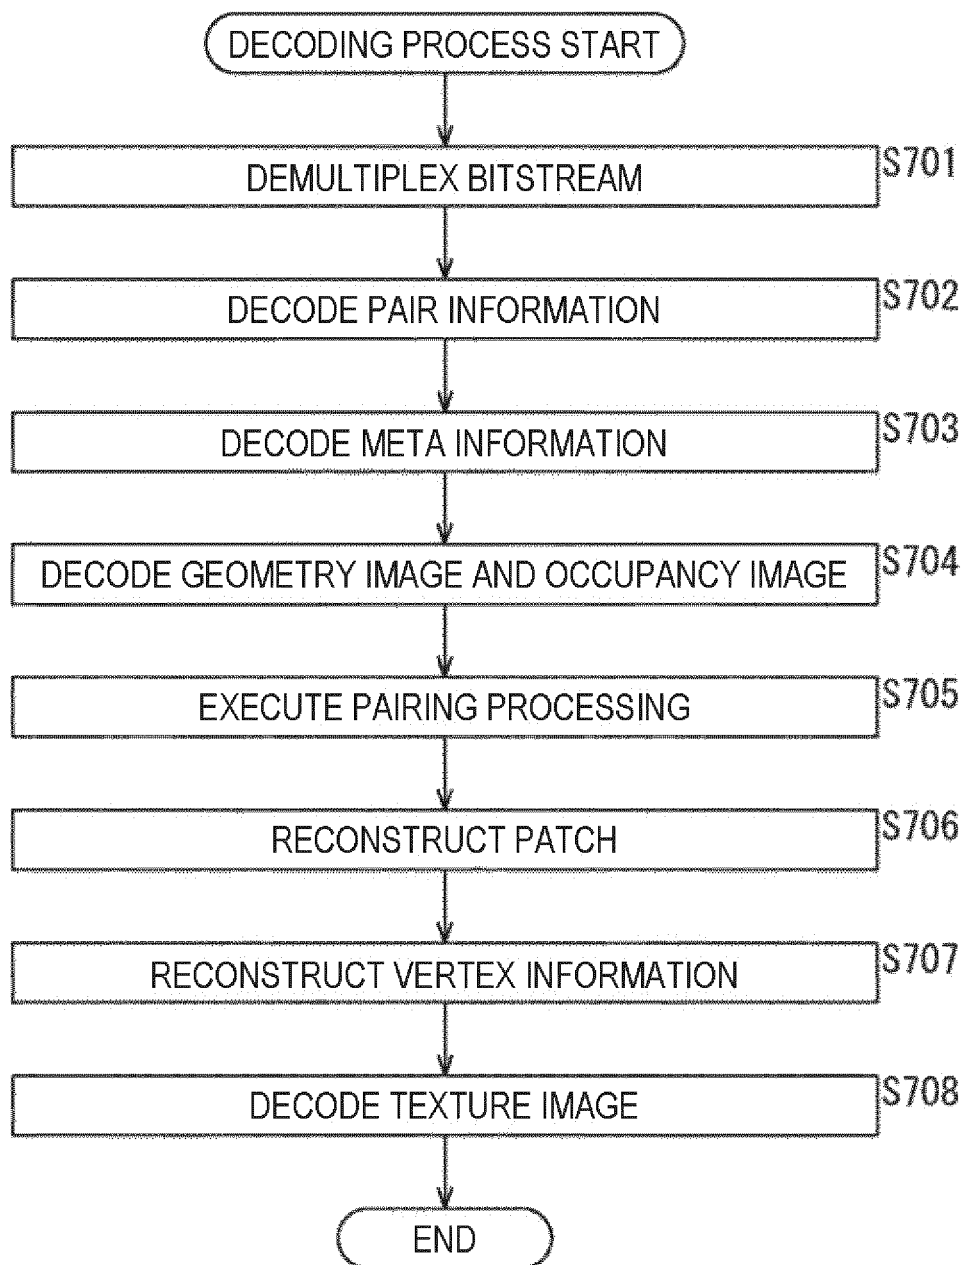 DECODING PROCESS START
S701
DEMULTIPLEX BITSTREAM
S702
DECODE PAIR INFORMATION
S703
DECODE META INFORMATION
S704
DECODE GEOMETRY IMAGE AND OCCUPANCY IMAGE
S705
EXECUTE PAIRING PROCESSING
S706
RECONSTRUCT PATCH
S707
RECONSTRUCT VERTEX INFORMATION
S708
DECODE TEXTURE IMAGE
END